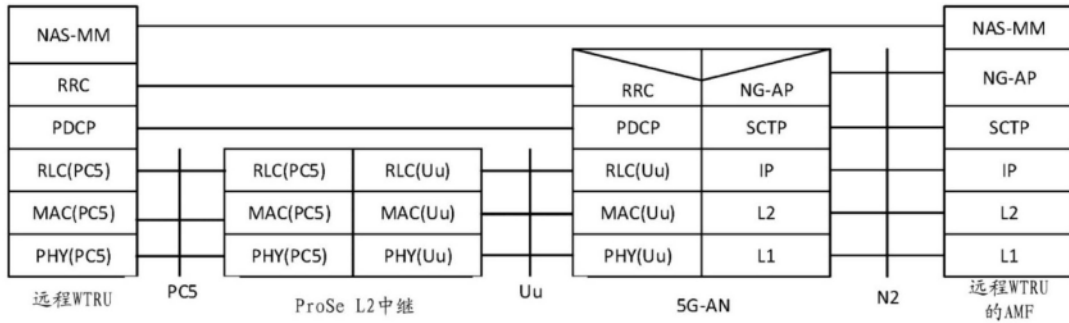 NAS-MM
RRC
PDCP
RLC(PC5)
MAC(PC5)
PHY(PC5)
远程WTRU
PC5
RLC(PC5) RLC(Uu)
MAC(PC5) MAC(Uu)
PHY(PC5) PHY(Uu)
ProSe L2中继
Uu
RRC NG-AP
PDCP SCTP
RLC(Uu) IP
MAC(Uu) L2
PHY(Uu) L1
5G-AN
N2
NAS-MM
NG-AP
SCTP
IP
L2
L1
远程WTRU
的AMF